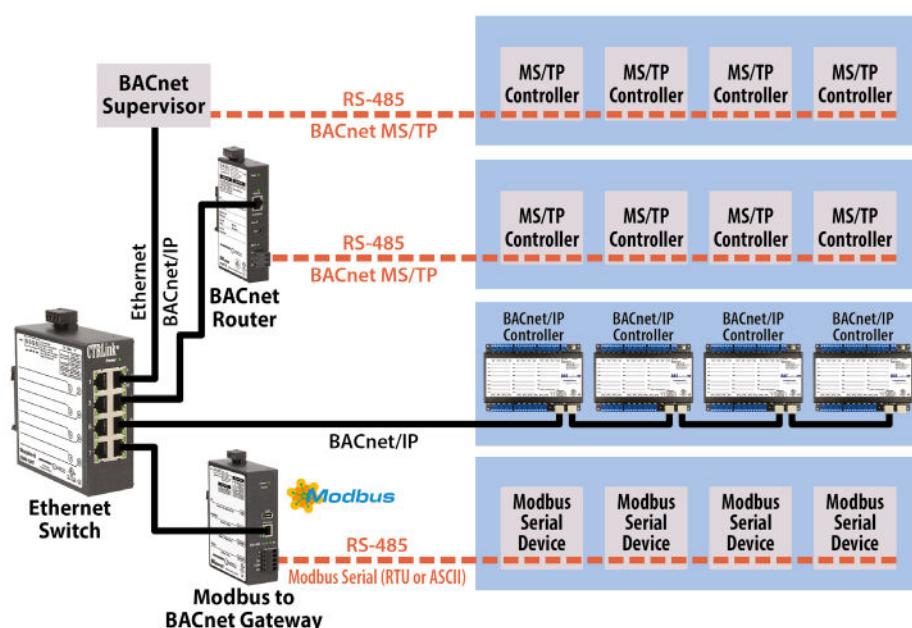 BACnet
Supervisor
RS-485
BACnet MS/TP
MS/TP
Controller
MS/TP
Controller
MS/TP
Controller
MS/TP
Controller
Ethernet
BACnet/IP
BACnet
Router
RS-485
BACnet MS/TP
MS/TP
Controller
MS/TP
Controller
MS/TP
Controller
MS/TP
Controller
CTRLink
Ethernet
Switch
BACnet/IP
BACnet/IP
Controller
BACnet/IP
Controller
BACnet/IP
Controller
BACnet/IP
Controller
Modbus
Modbus to
BACnet Gateway
RS-485
Modbus Serial (RTU or ASCII)
Modbus
Serial
Device
Modbus
Serial
Device
Modbus
Serial
Device
Modbus
Serial
Device